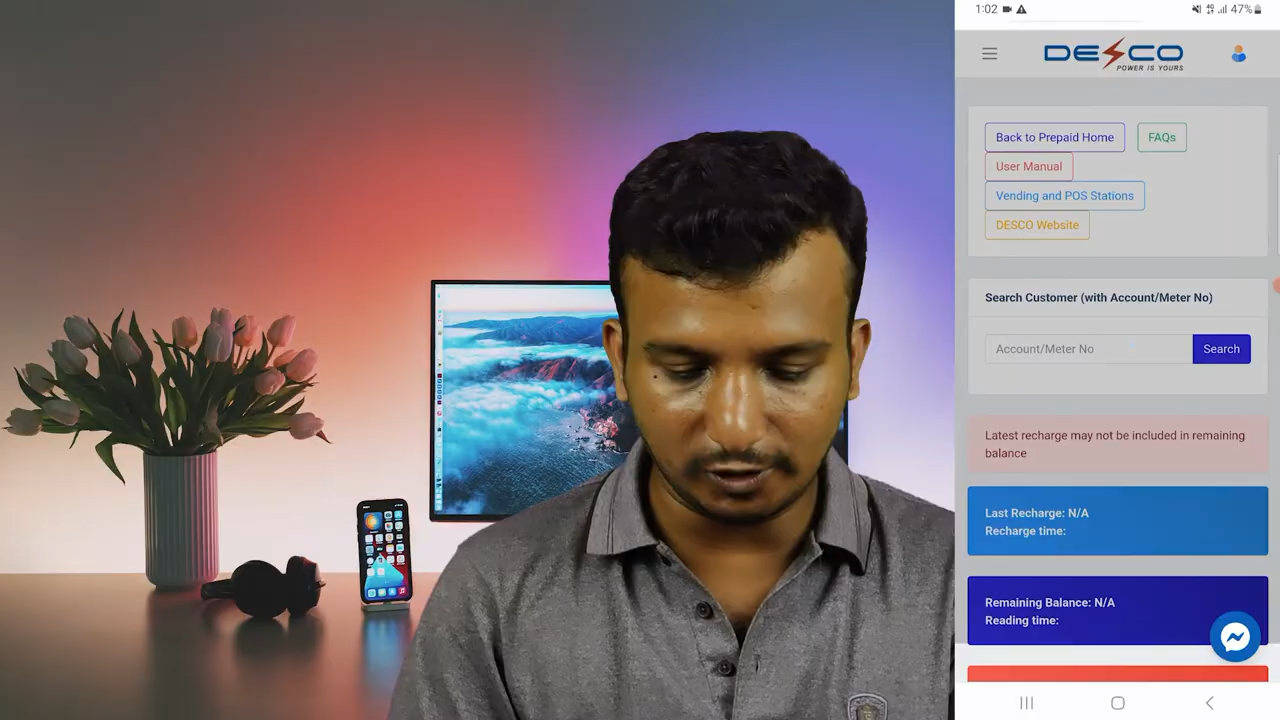 1:02
47%
DESCO
POWER IS YOURS
Back to Prepaid Home
FAQs
User Manual
Vending and POS Stations
DESCO Website
Search Customer (with Account/Meter No)
Account/Meter No
Search
Latest recharge may not be included in remaining
balance
Last Recharge: N/A
Recharge time:
Remaining Balance: N/A
Reading time: